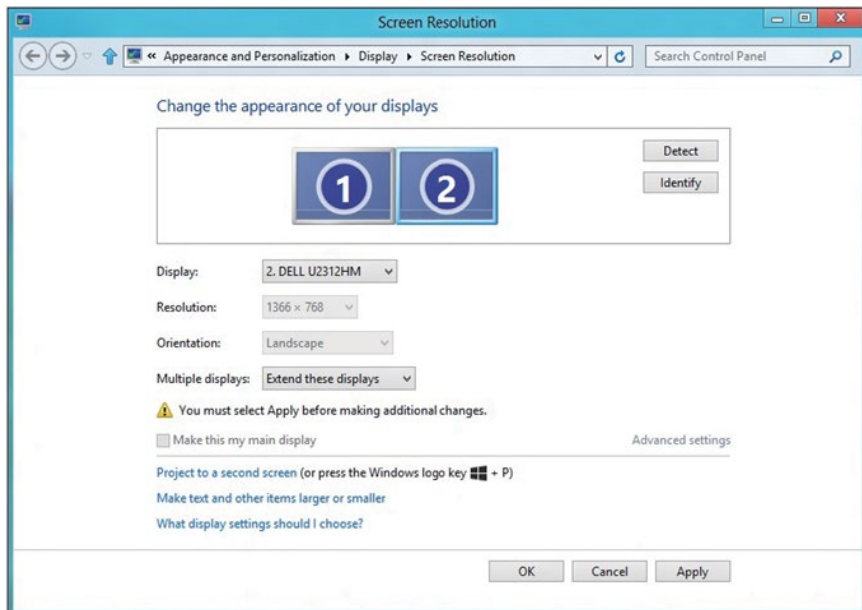 Screen Resolution
« Appearance and Personalization ▸ Display ▸ Screen Resolution
Search Control Panel
Change the appearance of your displays
1 2
Detect
Identify
Display: 2. DELL U2312HM
Resolution: 1366 × 768
Orientation: Landscape
Multiple displays: Extend these displays
You must select Apply before making additional changes.
Make this my main display Advanced settings
Project to a second screen (or press the Windows logo key + P)
Make text and other items larger or smaller
What display settings should I choose?
OK Cancel Apply